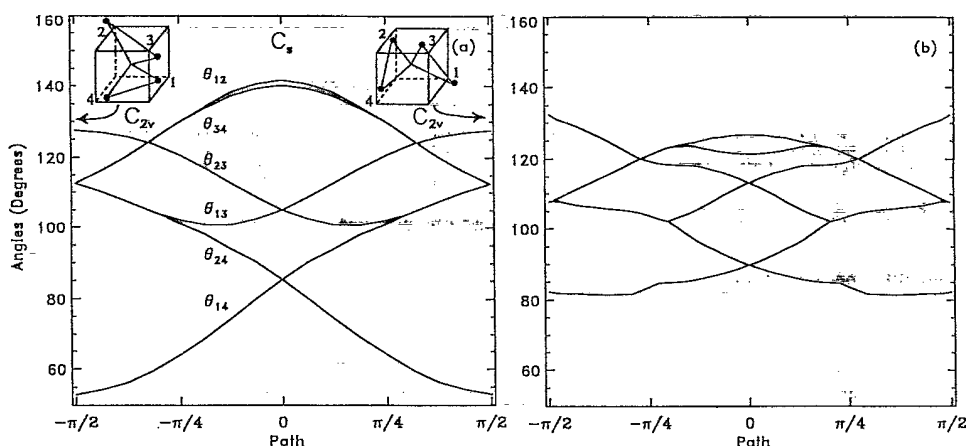 160
140
120
100
80
60
Angles (Degrees)
2
3
1
4
C₂ᵥ
Cₛ
2
3
1
4
C₂ᵥ
(a)
θ₁₂
θ₃₄
θ₂₃
θ₁₃
θ₂₄
θ₁₄
−π/2
−π/4
0
π/4
π/2
Path
160
140
120
100
80
60
(b)
−π/2
−π/4
0
π/4
π/2
Path